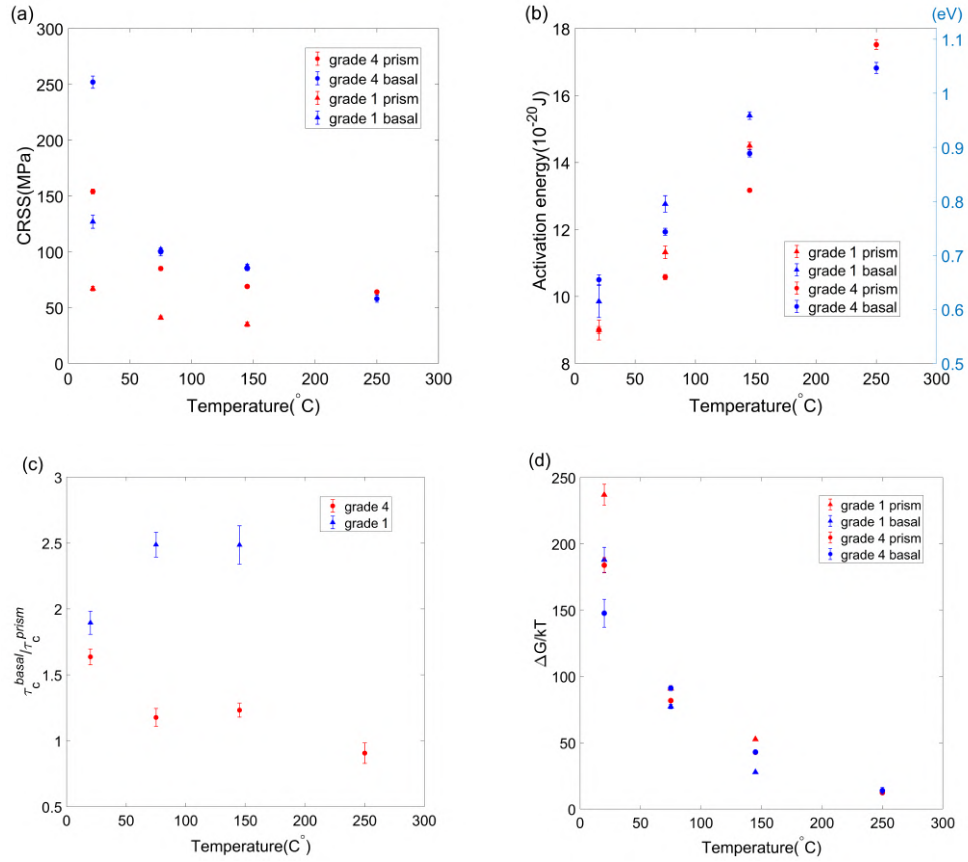 (a)
300
250
200
150
100
50
0
CRSS(MPa)
grade 4 prism
grade 4 basal
grade 1 prism
grade 1 basal
0 50 100 150 200 250 300
Temperature(°C)
(b)
(eV)
18
16
14
12
10
8
Activation energy(10⁻²⁰J)
grade 1 prism
grade 1 basal
grade 4 prism
grade 4 basal
1.1
1
0.9
0.8
0.7
0.6
0.5
0 50 100 150 200 250 300
Temperature(°C)
(c)
3
2.5
2
1.5
1
0.5
τ_c^basal/τ_c^prism
grade 4
grade 1
0 50 100 150 200 250 300
Temperature(C°)
(d)
250
200
150
100
50
0
ΔG/kT
grade 1 prism
grade 1 basal
grade 4 prism
grade 4 basal
0 50 100 150 200 250 300
Temperature(°C)